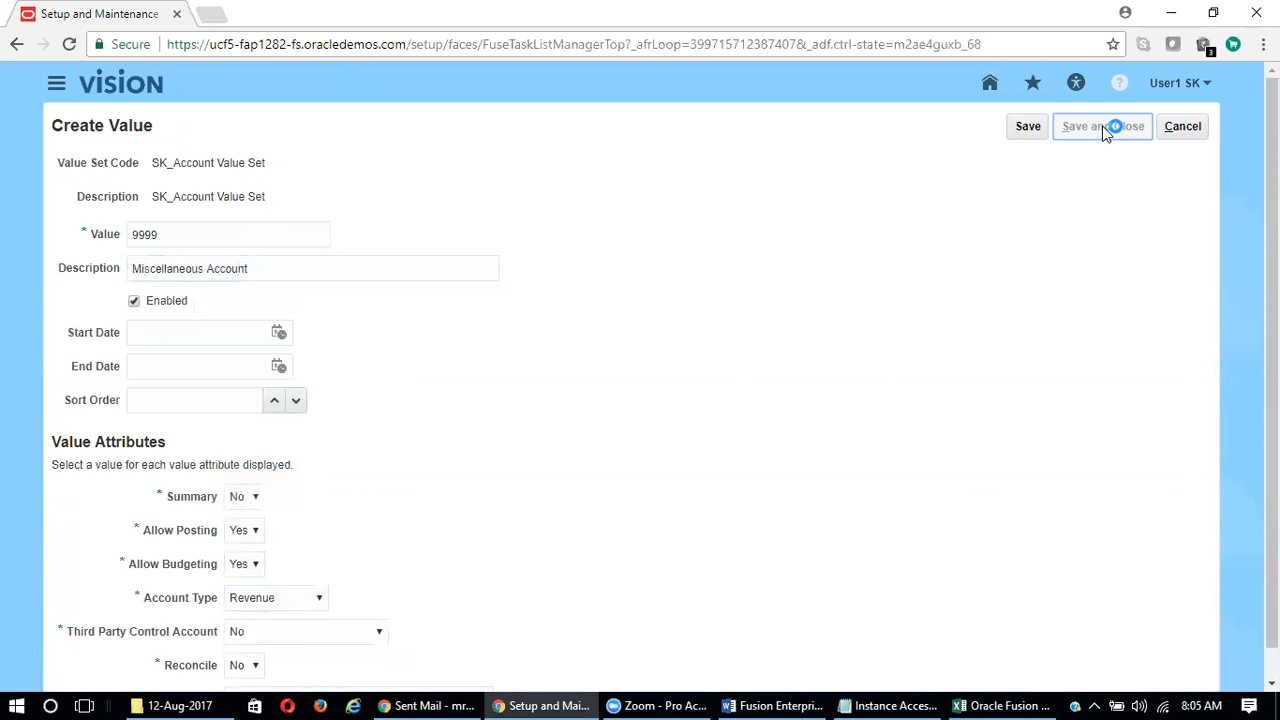 Setup and Maintenance
Secure https://ucf5-fap1282-fs.oracledemos.com/setup/faces/FuseTaskListManagerTop?_afrLoop=399715712387407&_adf.ctrl-state=m2ae4guxb_68
3
VISION
User1 SK
Create Value
Save Save and Close Cancel
Value Set Code SK_Account Value Set
Description SK_Account Value Set
* Value 9999
Description Miscellaneous Account
Enabled
Start Date
End Date
Sort Order
Value Attributes
Select a value for each value attribute displayed.
* Summary No
* Allow Posting Yes
* Allow Budgeting Yes
* Account Type Revenue
* Third Party Control Account No
* Reconcile No
12-Aug-2017 Sent Mail - mr... Setup and Mai... Zoom - Pro Ac... Fusion Enterpri... Instance Acces... Oracle Fusion ... 8:05 AM